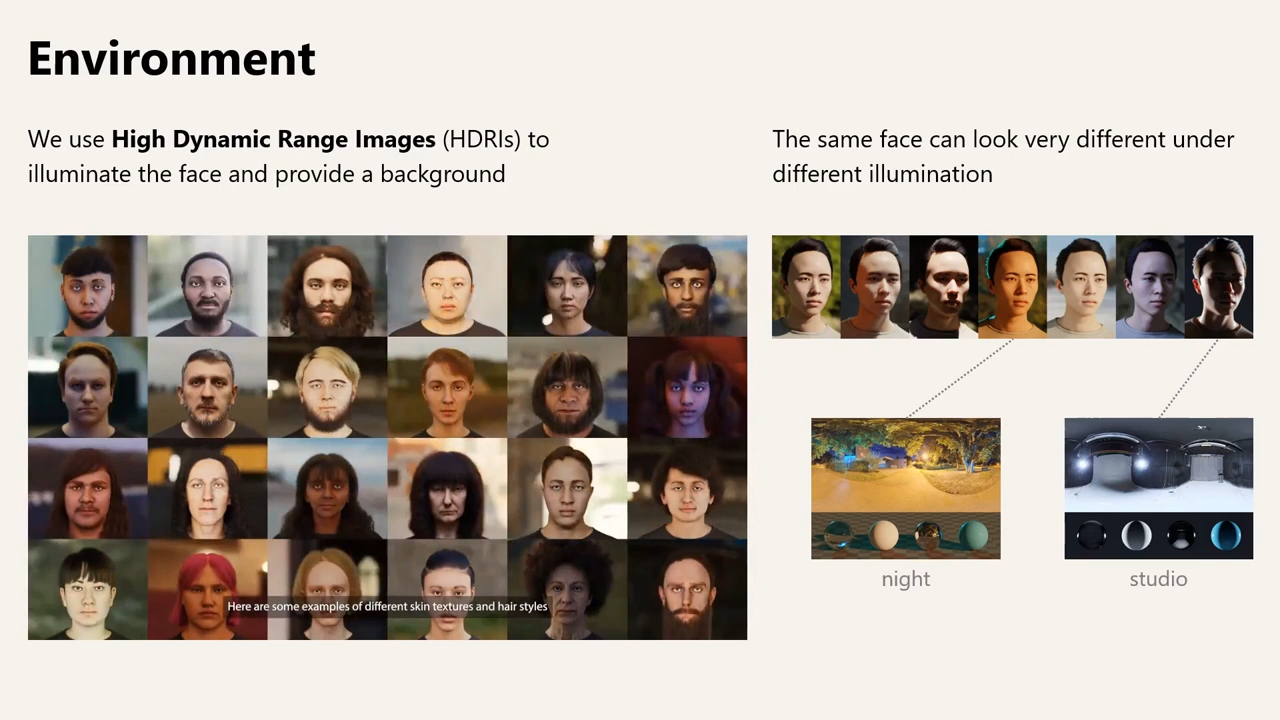 Environment
We use High Dynamic Range Images (HDRIs) to
illuminate the face and provide a background
The same face can look very different under
different illumination
Here are some examples of different skin textures and hair styles
night
studio